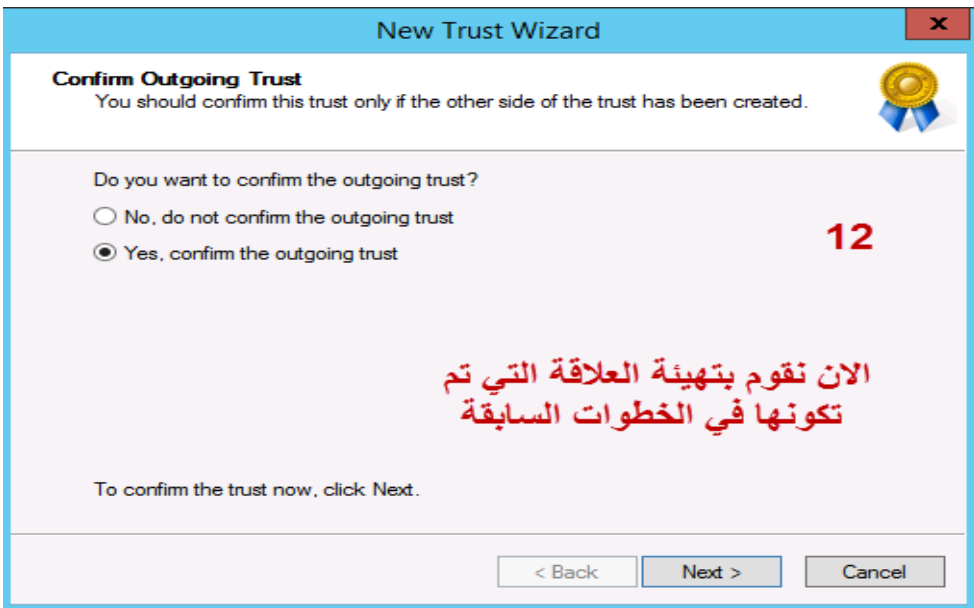 New Trust Wizard
x
Confirm Outgoing Trust
You should confirm this trust only if the other side of the trust has been created.
Do you want to confirm the outgoing trust?
No, do not confirm the outgoing trust
Yes, confirm the outgoing trust
12
الان نقوم بتهيئة العلاقة التي تم
تكونها في الخطوات السابقة
To confirm the trust now, click Next.
< Back
Next >
Cancel